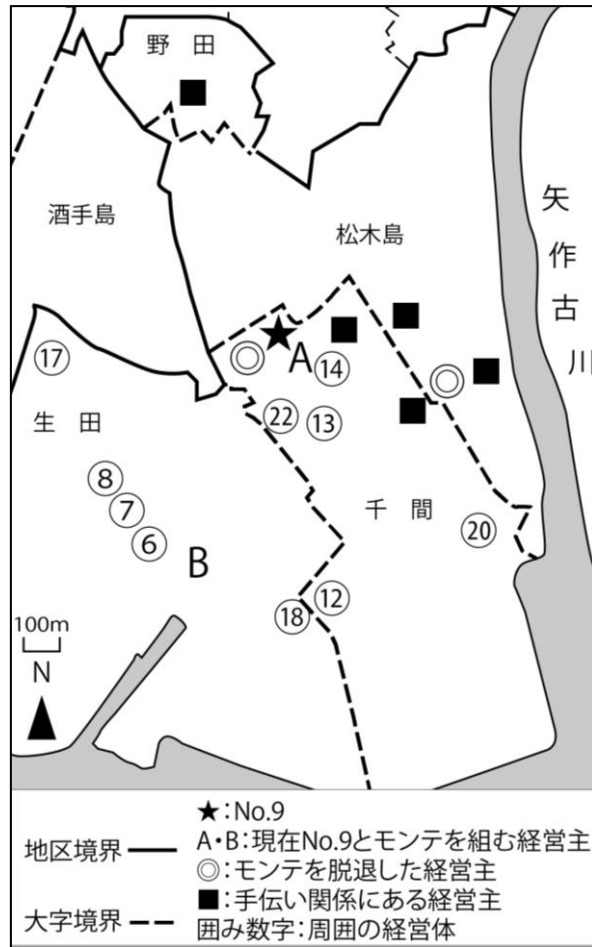 野田
酒手島
松木島
矢作古川
A
⑭
⑰
㉒
⑬
生田
⑧
⑦
⑥
千間
⑳
B
⑫
⑱
100m
N
★:No.9
地区境界
A・B:現在No.9とモンテを組む経営主
◎:モンテを脱退した経営主
■:手伝い関係にある経営主
大字境界
囲み数字:周囲の経営体